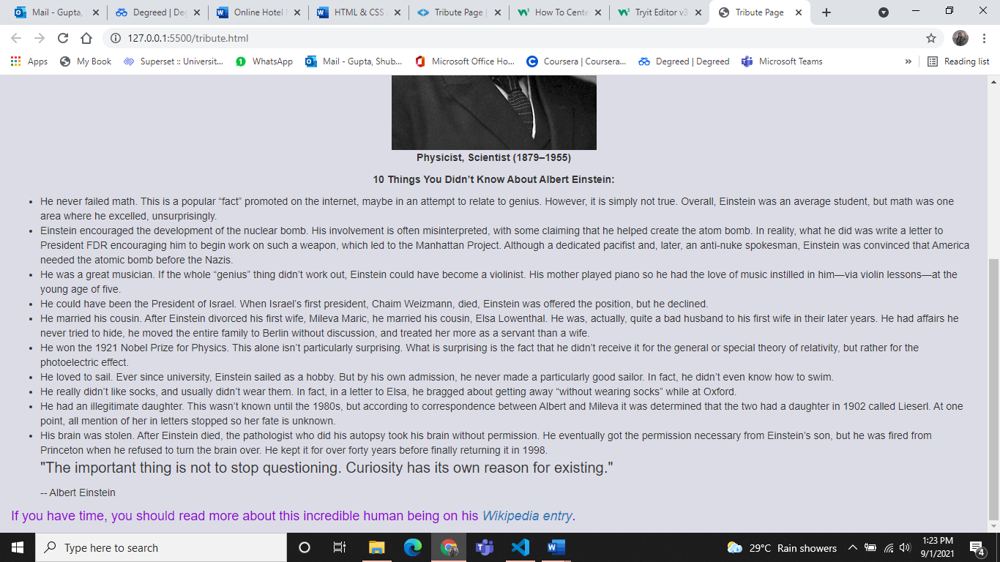 Mail - Gupta,
Degreed | Deg
Online Hotel
HTML & CSS
Tribute Page |
How To Cente
Tryit Editor v3
Tribute Page
127.0.0.1:5500/tribute.html
Apps
My Book
Superset :: Universit...
WhatsApp
Mail - Gupta, Shub...
Microsoft Office Ho...
Coursera | Coursera...
Degreed | Degreed
Microsoft Teams
»
Reading list
Physicist, Scientist (1879–1955)
10 Things You Didn’t Know About Albert Einstein:
• He never failed math. This is a popular “fact” promoted on the internet, maybe in an attempt to relate to genius. However, it is simply not true. Overall, Einstein was an average student, but math was one
area where he excelled, unsurprisingly.
• Einstein encouraged the development of the nuclear bomb. His involvement is often misinterpreted, with some claiming that he helped create the atom bomb. In reality, what he did was write a letter to
President FDR encouraging him to begin work on such a weapon, which led to the Manhattan Project. Although a dedicated pacifist and, later, an anti-nuke spokesman, Einstein was convinced that America
needed the atomic bomb before the Nazis.
• He was a great musician. If the whole “genius” thing didn’t work out, Einstein could have become a violinist. His mother played piano so he had the love of music instilled in him—via violin lessons—at the
young age of five.
• He could have been the President of Israel. When Israel’s first president, Chaim Weizmann, died, Einstein was offered the position, but he declined.
• He married his cousin. After Einstein divorced his first wife, Mileva Maric, he married his cousin, Elsa Lowenthal. He was, actually, quite a bad husband to his first wife in their later years. He had affairs he
never tried to hide, he moved the entire family to Berlin without discussion, and treated her more as a servant than a wife.
• He won the 1921 Nobel Prize for Physics. This alone isn’t particularly surprising. What is surprising is the fact that he didn’t receive it for the general or special theory of relativity, but rather for the
photoelectric effect.
• He loved to sail. Ever since university, Einstein sailed as a hobby. But by his own admission, he never made a particularly good sailor. In fact, he didn’t even know how to swim.
• He really didn’t like socks, and usually didn’t wear them. In fact, in a letter to Elsa, he bragged about getting away “without wearing socks” while at Oxford.
• He had an illegitimate daughter. This wasn’t known until the 1980s, but according to correspondence between Albert and Mileva it was determined that the two had a daughter in 1902 called Lieserl. At one
point, all mention of her in letters stopped so her fate is unknown.
• His brain was stolen. After Einstein died, the pathologist who did his autopsy took his brain without permission. He eventually got the permission necessary from Einstein’s son, but he was fired from
Princeton when he refused to turn the brain over. He kept it for over forty years before finally returning it in 1998.
"The important thing is not to stop questioning. Curiosity has its own reason for existing."
-- Albert Einstein
If you have time, you should read more about this incredible human being on his Wikipedia entry.
Type here to search
29°C Rain showers
1:23 PM
9/1/2021
4